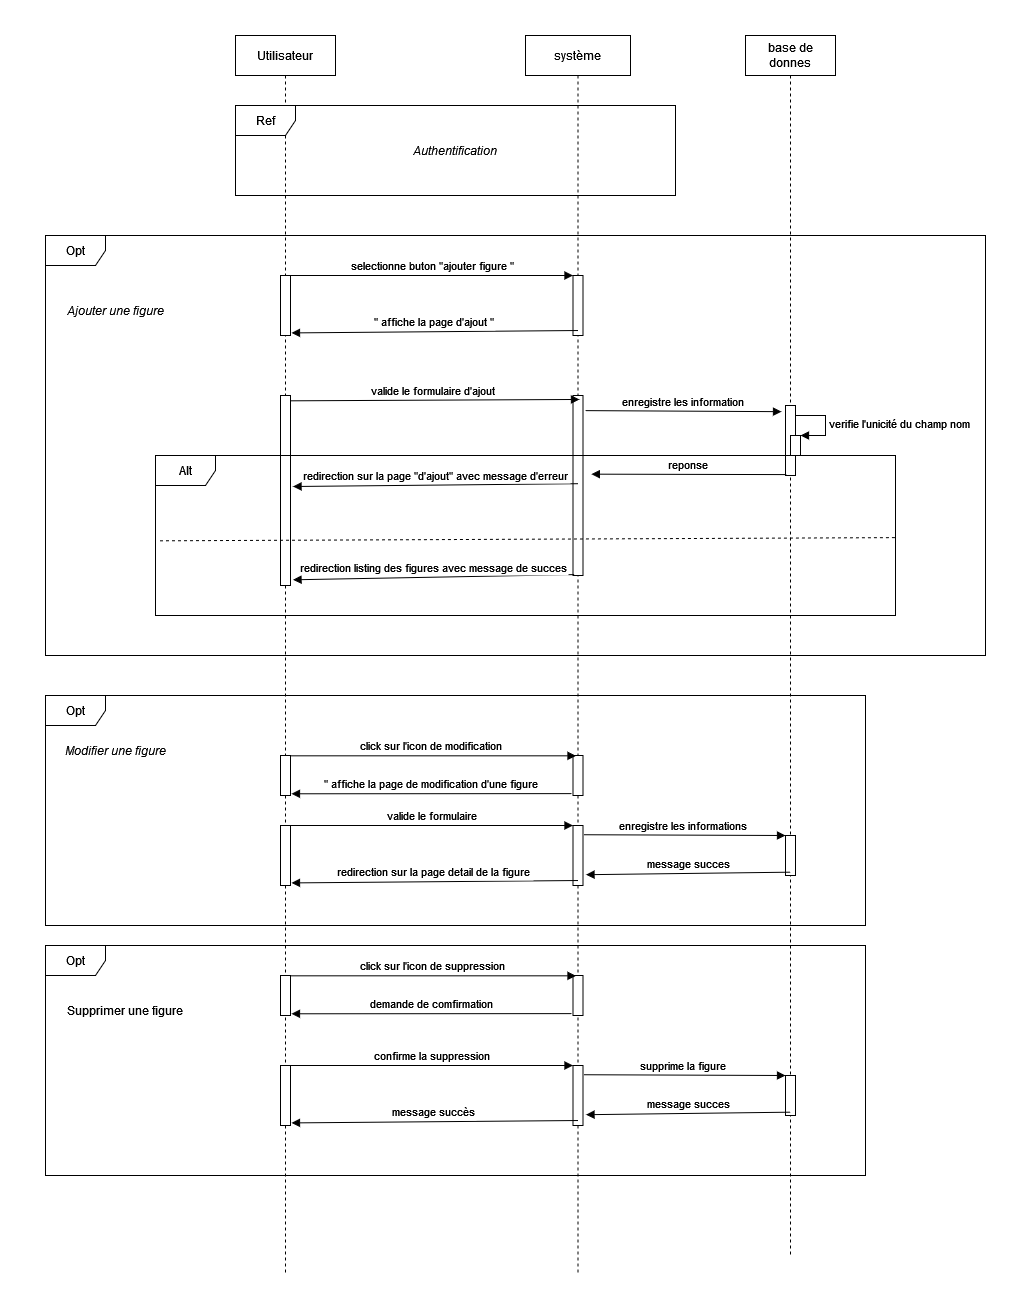 Utilisateur
système
base de
donnes
Ref
Authentification
Opt
selectionne buton "ajouter figure "
Ajouter une figure
" affiche la page d'ajout "
valide le formulaire d'ajout
enregistre les information
verifie l'unicité du champ nom
Alt
reponse
redirection sur la page "d'ajout" avec message d'erreur
redirection listing des figures avec message de succes
Opt
Modifier une figure
click sur l'icon de modification
" affiche la page de modification d'une figure
valide le formulaire
enregistre les informations
message succes
redirection sur la page detail de la figure
Opt
click sur l'icon de suppression
demande de comfirmation
Supprimer une figure
confirme la suppression
supprime la figure
message succes
message succès